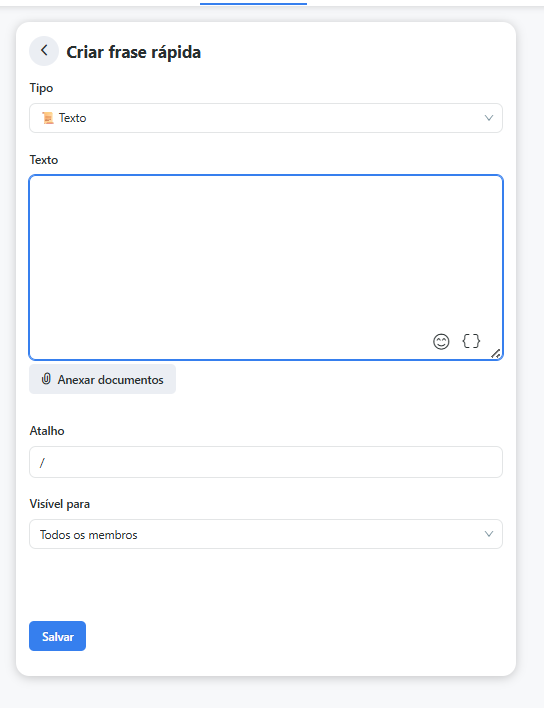 Criar frase rápida
Tipo
Texto
Texto
{}
Anexar documentos
Atalho
/
Visível para
Todos os membros
Salvar